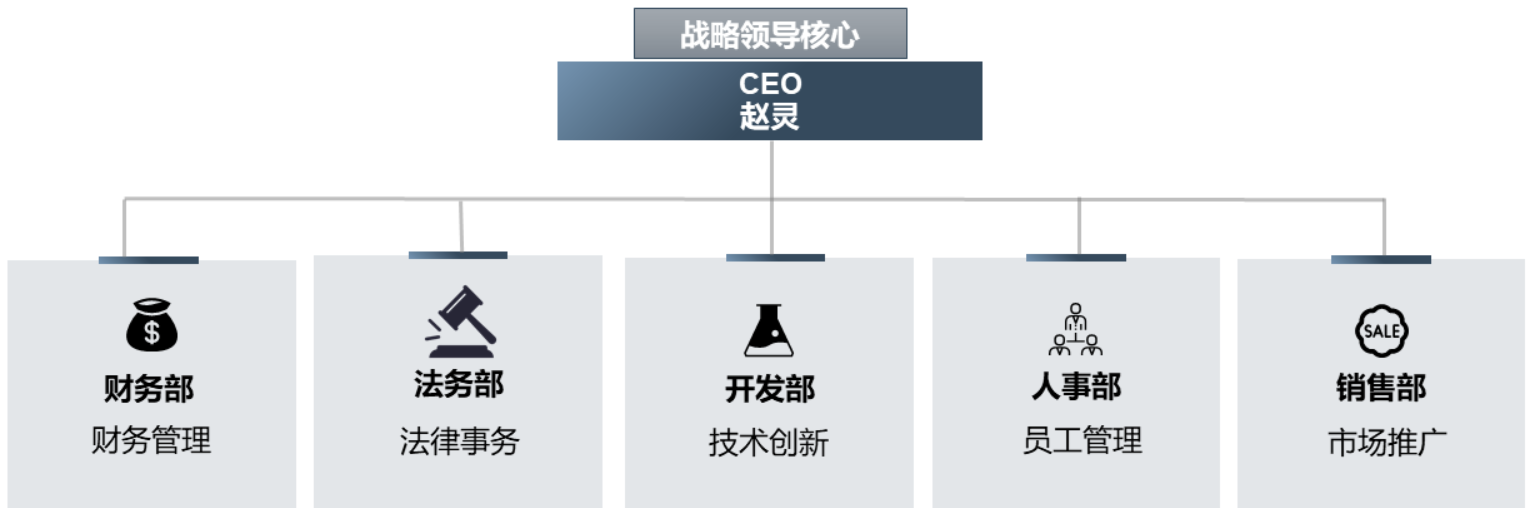 战略领导核心
CEO
赵灵
$
SALE
财务部
法务部
开发部
人事部
销售部
财务管理
法律事务
技术创新
员工管理
市场推广